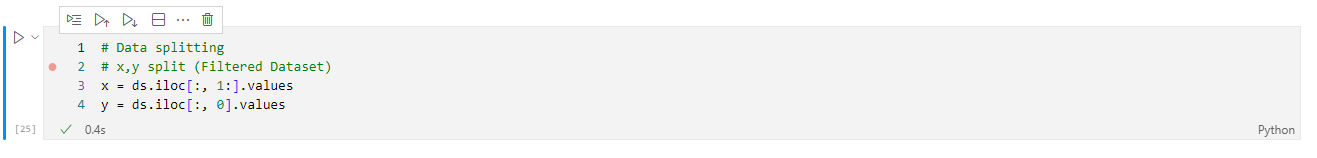 1 # Data splitting
2 # x,y split (Filtered Dataset)
3 x = ds.iloc[:, 1:].values
4 y = ds.iloc[:, 0].values
[25] 0.4s Python